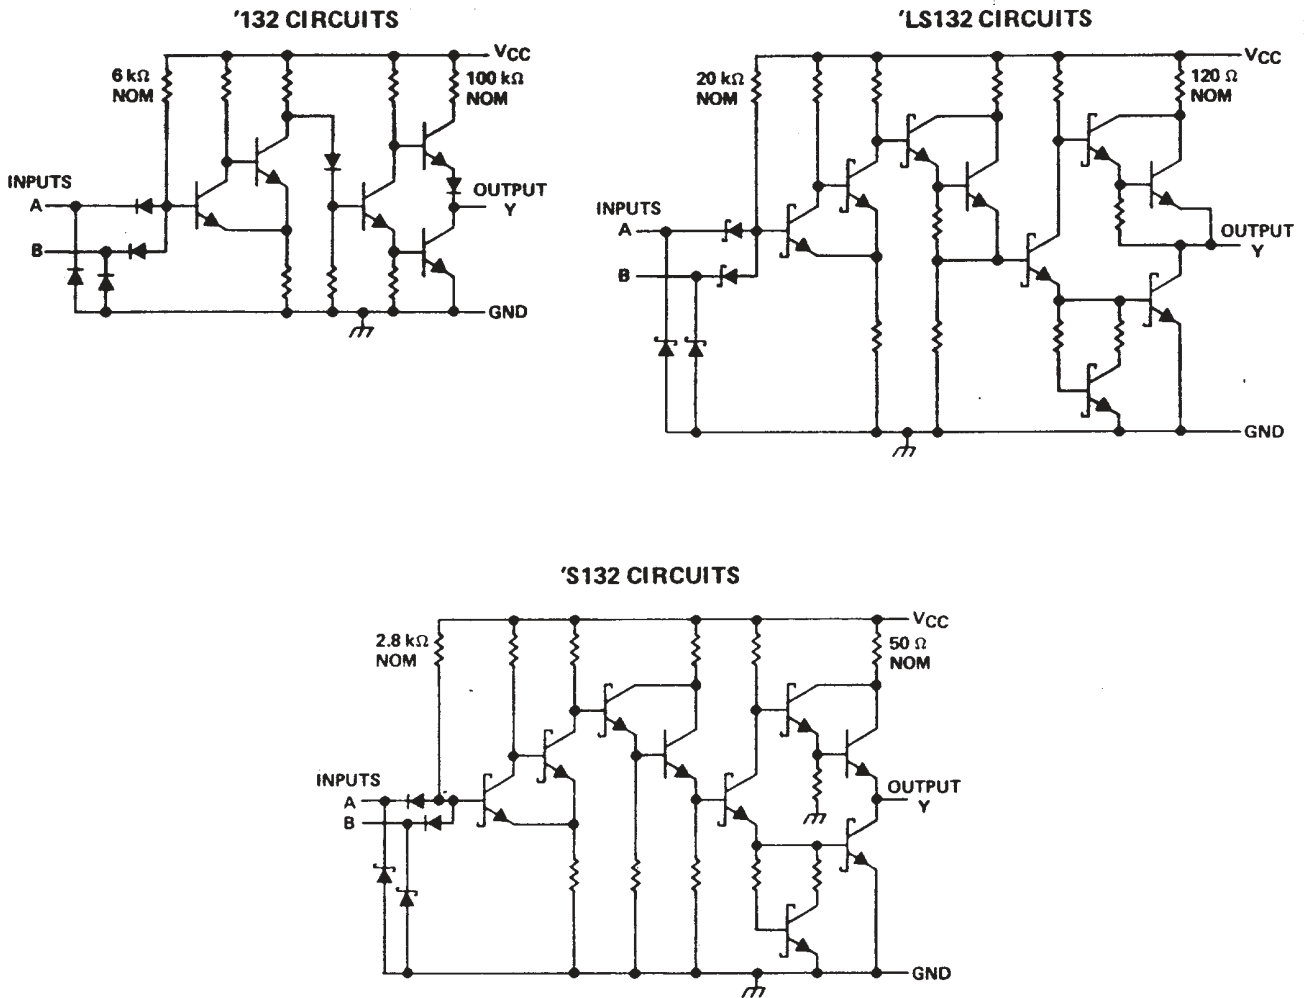 '132 CIRCUITS
VCC
6 kΩ
NOM
100 kΩ
NOM
INPUTS
A
B
OUTPUT
Y
GND
'LS132 CIRCUITS
VCC
20 kΩ
NOM
120 Ω
NOM
INPUTS
A
B
OUTPUT
Y
GND
'S132 CIRCUITS
VCC
2.8 kΩ
NOM
50 Ω
NOM
INPUTS
A
B
OUTPUT
Y
GND